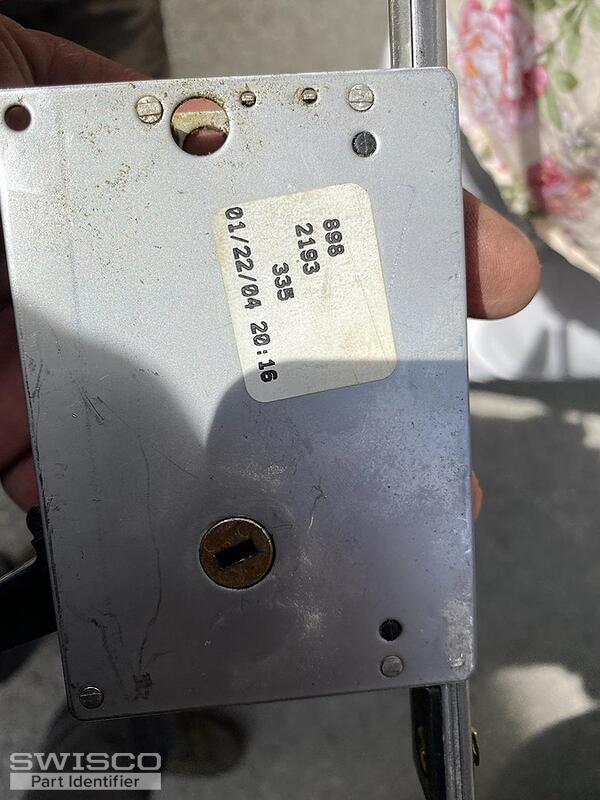 898
2193
335
01/22/04 20:16
SWISCO
Part Identifier